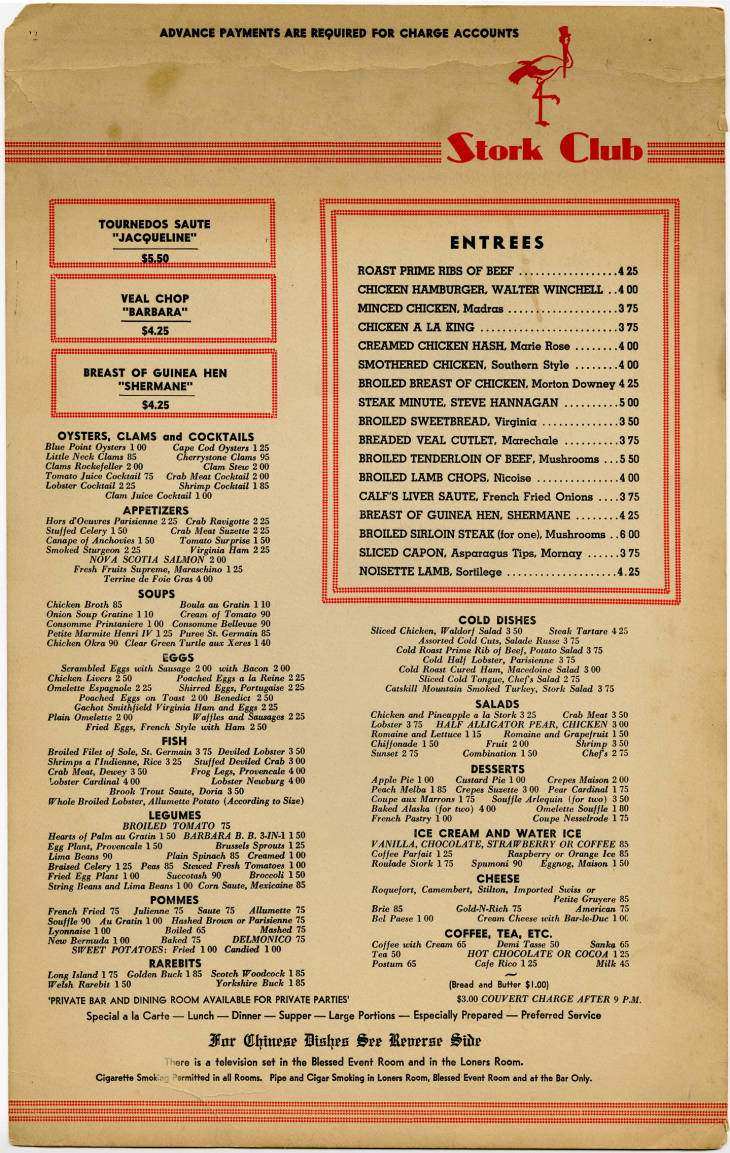 ADVANCE PAYMENTS ARE REQUIRED FOR CHARGE ACCOUNTS
Stork Club
TOURNEDOS SAUTE
"JACQUELINE"
$5.50
VEAL CHOP
"BARBARA"
$4.25
BREAST OF GUINEA HEN
"SHERMANE"
$4.25
OYSTERS, CLAMS and COCKTAILS
Blue Point Oysters 1 00 Cape Cod Oysters 1 25
Little Neck Clams 85 Cherrystone Clams 95
Clams Rockefeller 2 00 Clam Stew 2 00
Tomato Juice Cocktail 75 Crab Meat Cocktail 2 00
Lobster Cocktail 2 25 Shrimp Cocktail 1 85
Clam Juice Cocktail 1 00
APPETIZERS
Hors d'Oeuvres Parisienne 2 25 Crab Ravigotte 2 25
Stuffed Celery 1 50 Crab Meat Suzette 2 25
Canape of Anchovies 1 50 Tomato Surprise 1 50
Smoked Sturgeon 2 25 Virginia Ham 2 25
NOVA SCOTIA SALMON 2 00
Fresh Fruits Supreme, Maraschino 1 25
Terrine de Foie Gras 4 00
SOUPS
Chicken Broth 85 Boula au Gratin 1 10
Onion Soup Gratine 1 10 Cream of Tomato 90
Consomme Printaniere 1 00 Consomme Bellevue 90
Petite Marmite Henri IV 1 25 Puree St. Germain 85
Chicken Okra 90 Clear Green Turtle aux Xeres 1 40
EGGS
Scrambled Eggs with Sausage 2 00 with Bacon 2 00
Chicken Livers 2 50 Poached Eggs a la Reine 2 25
Omelette Espagnole 2 25 Shirred Eggs, Portugaise 2 25
Poached Eggs on Toast 2 00 Benedict 2 50
Gachot Smithfield Virginia Ham and Eggs 2 25
Plain Omelette 2 00 Waffles and Sausages 2 25
Fried Eggs, French Style with Ham 2 50
FISH
Broiled Filet of Sole, St. Germain 3 75 Deviled Lobster 3 50
Shrimps a l'Indienne, Rice 3 25 Stuffed Deviled Crab 3 00
Crab Meat, Dewey 3 50 Frog Legs, Provencale 4 00
Lobster Cardinal 4 00 Lobster Newburg 4 00
Brook Trout Saute, Doria 3 50
Whole Broiled Lobster, Allumette Potato (According to Size)
LEGUMES
BROILED TOMATO 75
Hearts of Palm au Gratin 1 50 BARBARA B. B. 3-IN-1 1 50
Egg Plant, Provencale 1 50 Brussels Sprouts 1 25
Lima Beans 90 Plain Spinach 85 Creamed 1 00
Braised Celery 1 25 Peas 85 Stewed Fresh Tomatoes 1 00
Fried Egg Plant 1 00 Succotash 90 Broccoli 1 50
String Beans and Lima Beans 1 00 Corn Saute, Mexicaine 85
POMMES
French Fried 75 Julienne 75 Saute 75 Allumette 75
Souffle 90 Au Gratin 1 00 Hashed Brown or Parisienne 75
Lyonnaise 1 00 Boiled 65 Mashed 75
New Bermuda 1 00 Baked 75 DELMONICO 75
SWEET POTATOES: Fried 1 00 Candied 1 00
RAREBITS
Long Island 1 75 Golden Buck 1 85 Scotch Woodcock 1 85
Welsh Rarebit 1 50 Yorkshire Buck 1 85
ENTREES
ROAST PRIME RIBS OF BEEF ................. 4 25
CHICKEN HAMBURGER, WALTER WINCHELL .. 4 00
MINCED CHICKEN, Madras ................... 3 75
CHICKEN A LA KING ........................ 3 75
CREAMED CHICKEN HASH, Marie Rose ........ 4 00
SMOTHERED CHICKEN, Southern Style ........ 4 00
BROILED BREAST OF CHICKEN, Morton Downey 4 25
STEAK MINUTE, STEVE HANNAGAN .......... 5 00
BROILED SWEETBREAD, Virginia ............. 3 50
BREADED VEAL CUTLET, Marechale .......... 3 75
BROILED TENDERLOIN OF BEEF, Mushrooms ... 5 50
BROILED LAMB CHOPS, Nicoise .............. 4 00
CALF'S LIVER SAUTE, French Fried Onions .... 3 75
BREAST OF GUINEA HEN, SHERMANE ........ 4 25
BROILED SIRLOIN STEAK (for one), Mushrooms .. 6 00
SLICED CAPON, Asparagus Tips, Mornay ...... 3 75
NOISETTE LAMB, Sortilege ................... 4.25
COLD DISHES
Sliced Chicken, Waldorf Salad 3 50 Steak Tartare 4 25
Assorted Cold Cuts, Salade Russe 3 75
Cold Roast Prime Rib of Beef, Potato Salad 3 75
Cold Half Lobster, Parisienne 3 75
Cold Roast Cured Ham, Macedoine Salad 3 00
Sliced Cold Tongue, Chef's Salad 2 75
Catskill Mountain Smoked Turkey, Stork Salad 3 75
SALADS
Chicken and Pineapple a la Stork 3 25 Crab Meat 3 50
Lobster 3 75 HALF ALLIGATOR PEAR, CHICKEN 3 00
Romaine and Lettuce 1 15 Romaine and Grapefruit 1 50
Chiffonade 1 50 Fruit 2 00 Shrimp 3 50
Sunset 2 75 Combination 1 50 Chef's 2 75
DESSERTS
Apple Pie 1 00 Custard Pie 1 00 Crepes Maison 2 00
Peach Melba 1 85 Crepes Suzette 3 00 Pear Cardinal 1 75
Coupe aux Marrons 1 75 Souffle Arlequin (for two) 3 50
Baked Alaska (for two) 4 00 Omelette Souffle 1 80
French Pastry 1 00 Coupe Nesselrode 1 75
ICE CREAM AND WATER ICE
VANILLA, CHOCOLATE, STRAWBERRY OR COFFEE 85
Coffee Parfait 1 25 Raspberry or Orange Ice 85
Roulade Stork 1 75 Spumoni 90 Eggnog, Maison 1 50
CHEESE
Roquefort, Camembert, Stilton, Imported Swiss or
Petite Gruyere 85
Brie 85 Gold-N-Rich 75 American 75
Bel Paese 1 00 Cream Cheese with Bar-le-Duc 1 00
COFFEE, TEA, ETC.
Coffee with Cream 65 Demi Tasse 50 Sanka 65
Tea 50 HOT CHOCOLATE OR COCOA 1 25
Postum 65 Cafe Rico 1 25 Milk 45
(Bread and Butter $1.00)
'PRIVATE BAR AND DINING ROOM AVAILABLE FOR PRIVATE PARTIES' $3.00 COUVERT CHARGE AFTER 9 P.M.
Special a la Carte — Lunch — Dinner — Supper — Large Portions — Especially Prepared — Preferred Service
For Chinese Dishes See Reverse Side
There is a television set in the Blessed Event Room and in the Loners Room.
Cigarette Smoking Permitted in all Rooms. Pipe and Cigar Smoking in Loners Room, Blessed Event Room and at the Bar Only.